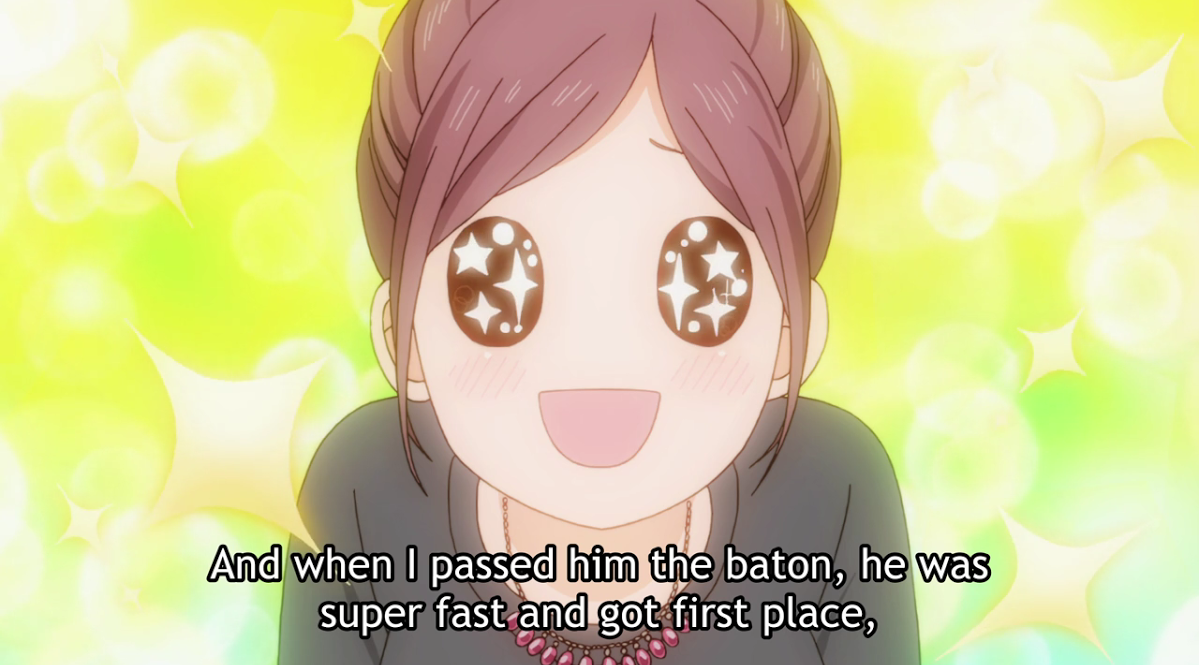 And when I passed him the baton, he was
super fast and got first place,